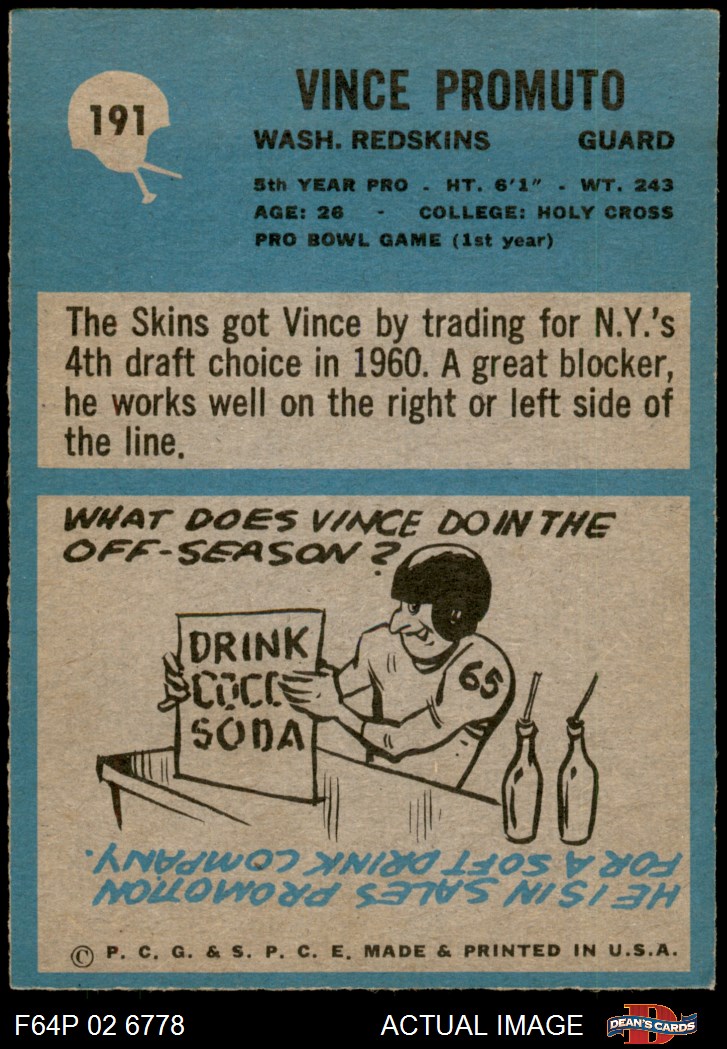 191
VINCE PROMUTO
WASH. REDSKINS GUARD
5th YEAR PRO - HT. 6'1" - WT. 243
AGE: 26 - COLLEGE: HOLY CROSS
PRO BOWL GAME (1st year)
The Skins got Vince by trading for N.Y.'s
4th draft choice in 1960. A great blocker,
he works well on the right or left side of
the line.
WHAT DOES VINCE DO IN THE
OFF-SEASON?
DRINK
COCO
SODA
65
HE IS IN SALES PROMOTION
FOR A SOFT DRINK COMPANY.
© P. C. G. & S. P. C. E. MADE & PRINTED IN U.S.A.
F64P 02 6778 ACTUAL IMAGE D DEAN'S CARDS